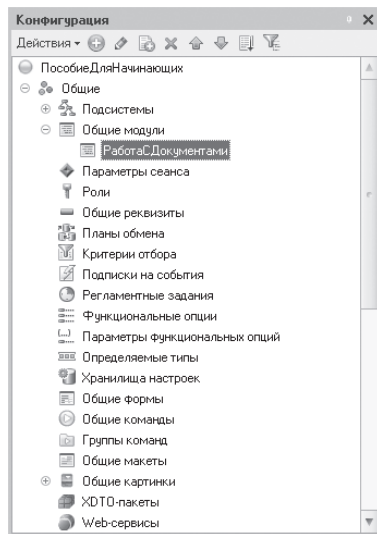 Конфигурация
Действия
ПособиеДляНачинающих
Общие
Подсистемы
Общие модули
РаботаСДокументами
Параметры сеанса
Роли
Общие реквизиты
Планы обмена
Критерии отбора
Подписки на события
Регламентные задания
Функциональные опции
Параметры функциональных опций
Определяемые типы
Хранилища настроек
Общие формы
Общие команды
Группы команд
Общие макеты
Общие картинки
XDTO-пакеты
Web-сервисы